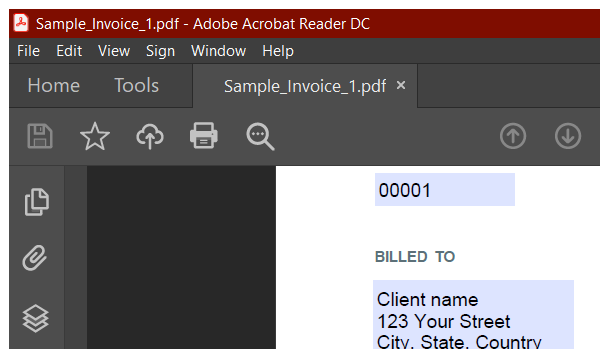 Sample_Invoice_1.pdf - Adobe Acrobat Reader DC
File Edit View Sign Window Help
Home Tools Sample_Invoice_1.pdf ×
00001
BILLED TO
Client name
123 Your Street
City, State, Country